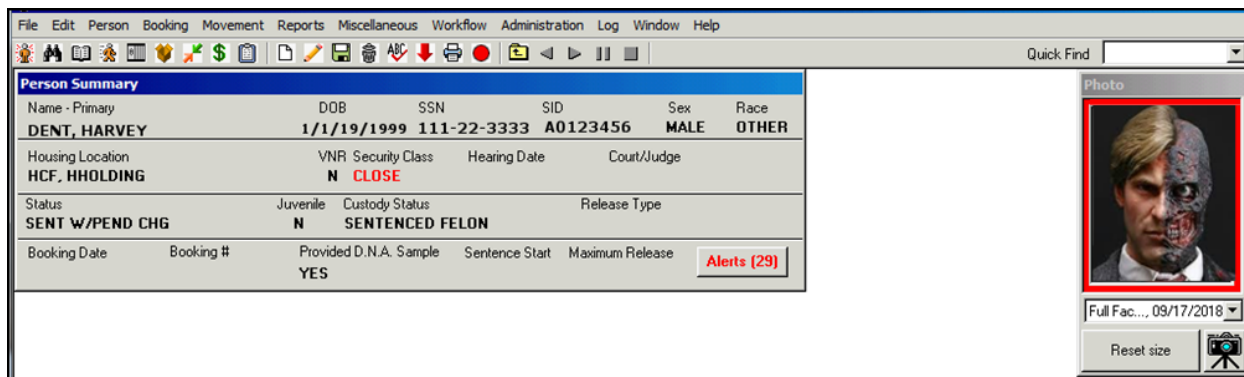 File Edit Person Booking Movement Reports Miscellaneous Workflow Administration Log Window Help
ABC Quick Find
Person Summary
Photo
Name - Primary DOB SSN SID Sex Race
DENT, HARVEY 1/1/19/1999 111-22-3333 A0123456 MALE OTHER
Housing Location VNR Security Class Hearing Date Court/Judge
HCF, HHOLDING N CLOSE
Status Juvenile Custody Status Release Type
SENT W/PEND CHG N SENTENCED FELON
Booking Date Booking # Provided D.N.A. Sample Sentence Start Maximum Release Alerts (29)
YES
Full Fac..., 09/17/2018
Reset size